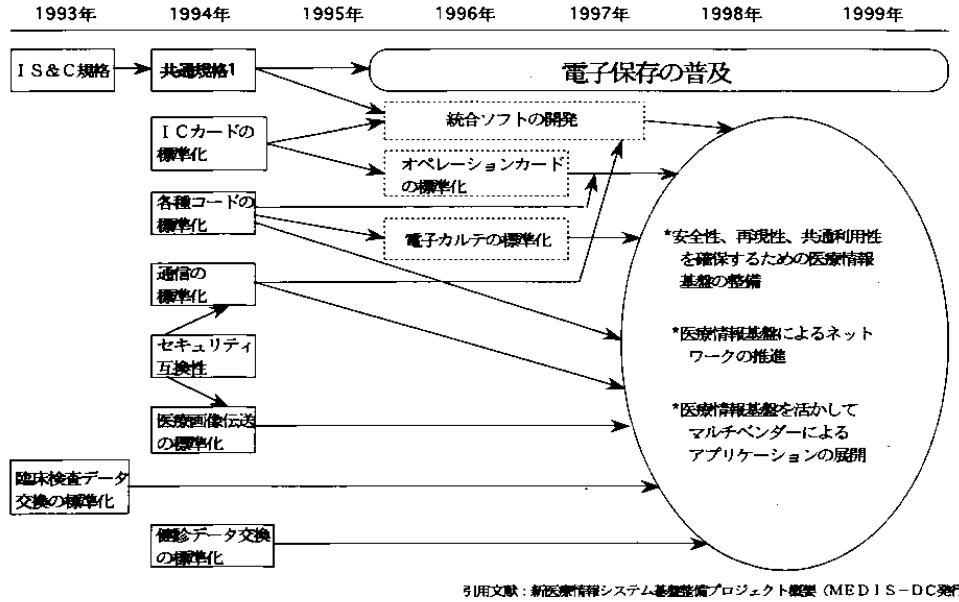 1993年 1994年 1995年 1996年 1997年 1998年 1999年
ＩＳ＆Ｃ規格
共通規格1
電子保存の普及
ＩＣカードの
標準化
統合ソフトの開発
オペレーションカード
の標準化
各種コードの
標準化
電子カルテの標準化
通信の
標準化
セキュリティ
互換性
医療画像伝送
の標準化
臨床検査データ
交換の標準化
健診データ交換
の標準化
*安全性、再現性、共通利用性
を確保するための医療情報
基盤の整備
*医療情報基盤によるネット
ワークの推進
*医療情報基盤を活かして
マルチベンダーによる
アプリケーションの展開
引用文献：新医療情報システム基盤整備プロジェクト概要（ＭＥＤＩＳ－ＤＣ発行